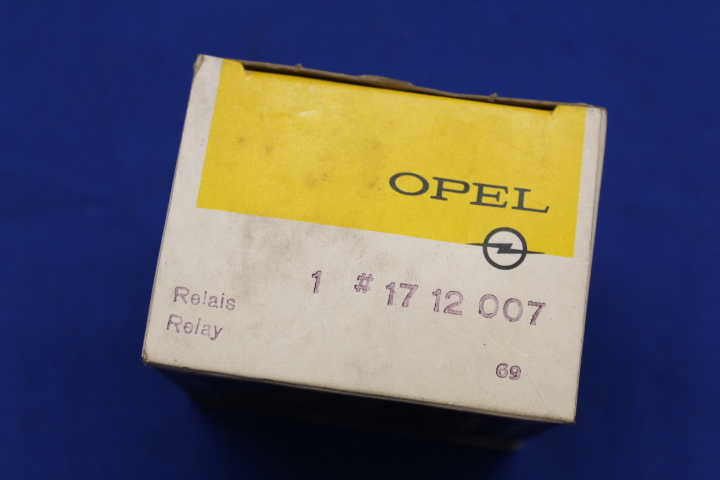 OPEL
1 # 17 12 007
Relais
Relay
69